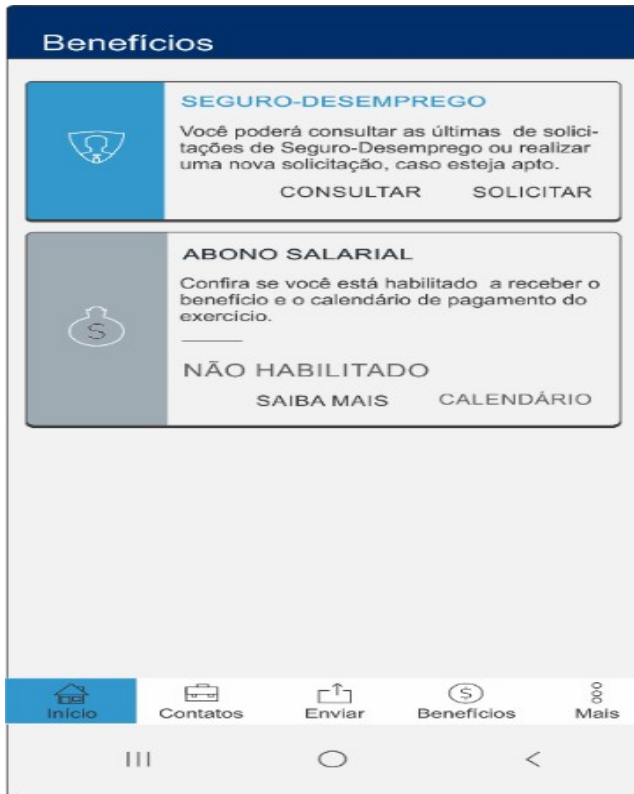 Benefícios
SEGURO-DESEMPREGO
Você poderá consultar as últimas de solici-
tações de Seguro-Desemprego ou realizar
uma nova solicitação, caso esteja apto.
CONSULTAR SOLICITAR
ABONO SALARIAL
Confira se você está habilitado a receber o
benefício e o calendário de pagamento do
exercício.
NÃO HABILITADO
SAIBA MAIS CALENDÁRIO
$
$
Início Contatos Enviar Benefícios Mais